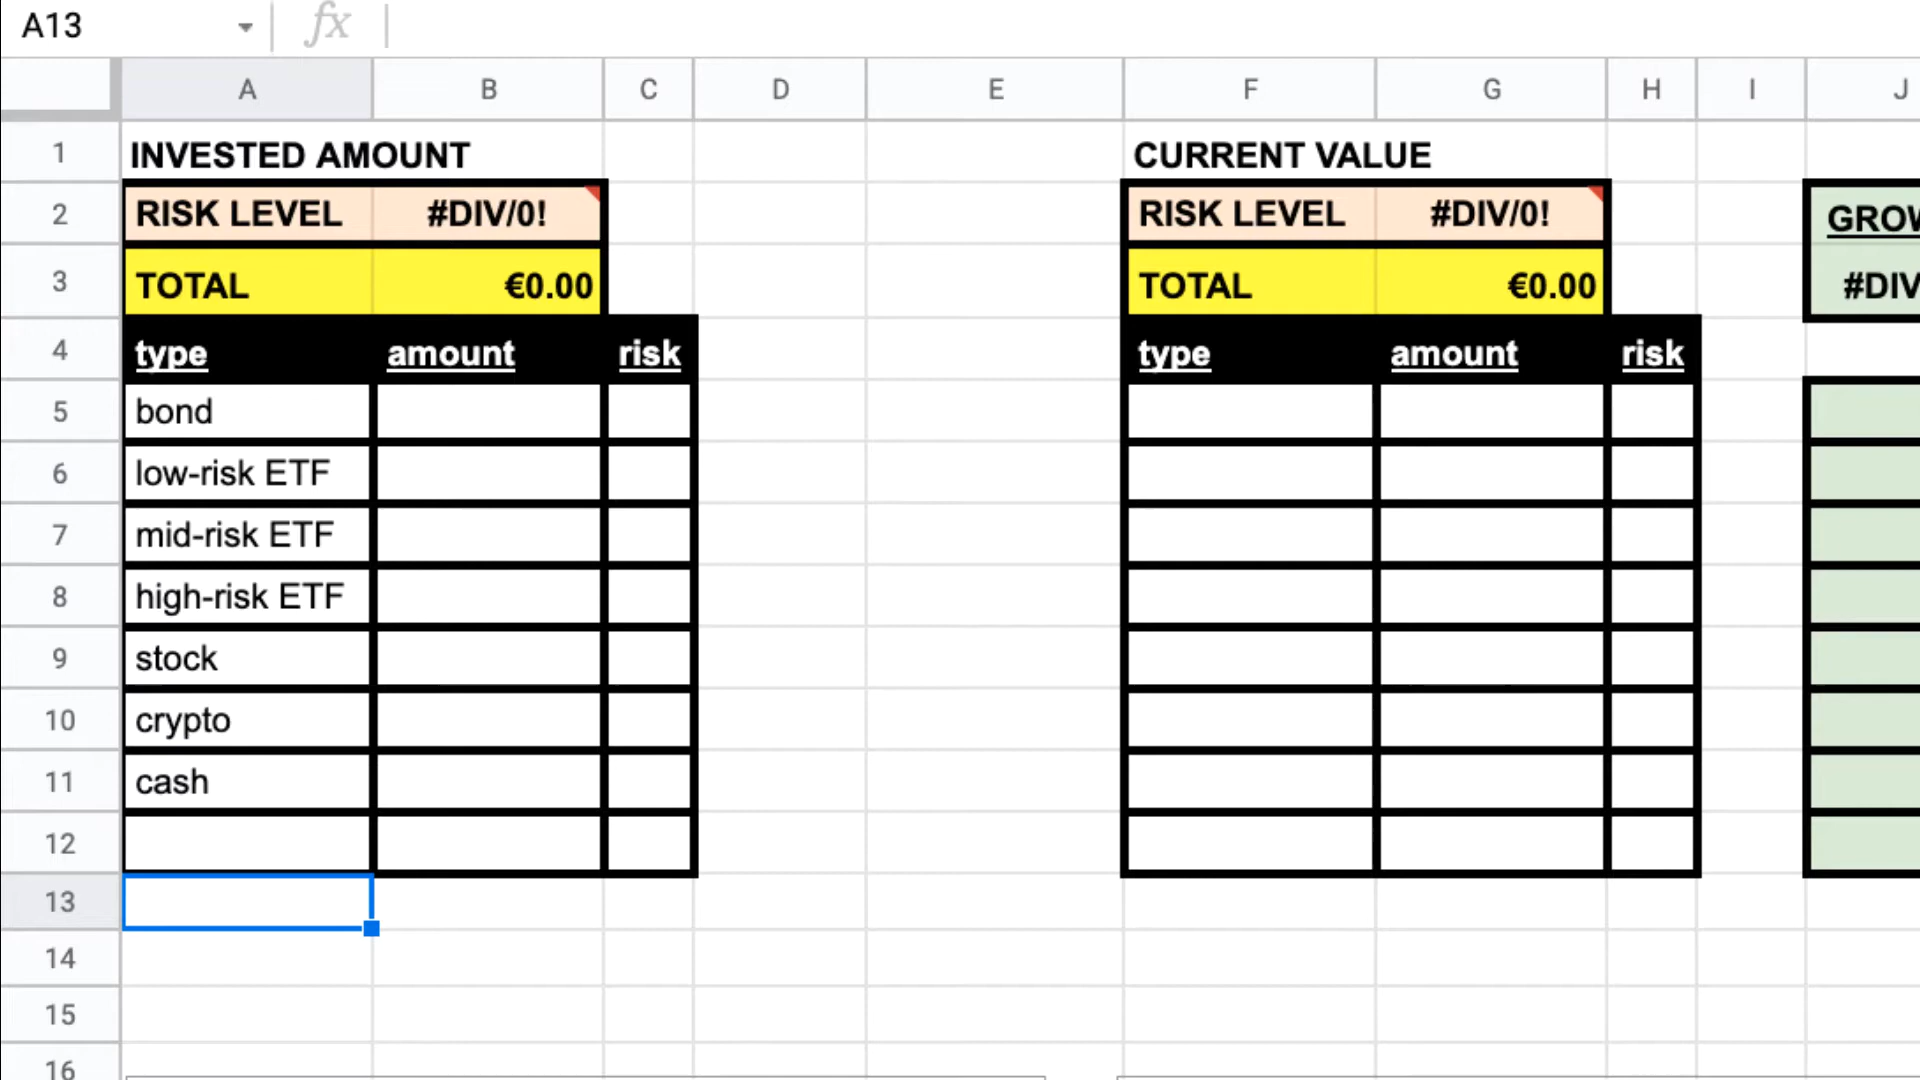 A13 fx
A B C D E F G H I J
1 INVESTED AMOUNT CURRENT VALUE
2 RISK LEVEL #DIV/0! RISK LEVEL #DIV/0! GROW
3 TOTAL €0.00 TOTAL €0.00 #DIV
4 type amount risk type amount risk
5 bond
6 low-risk ETF
7 mid-risk ETF
8 high-risk ETF
9 stock
10 crypto
11 cash
12
13
14
15
16